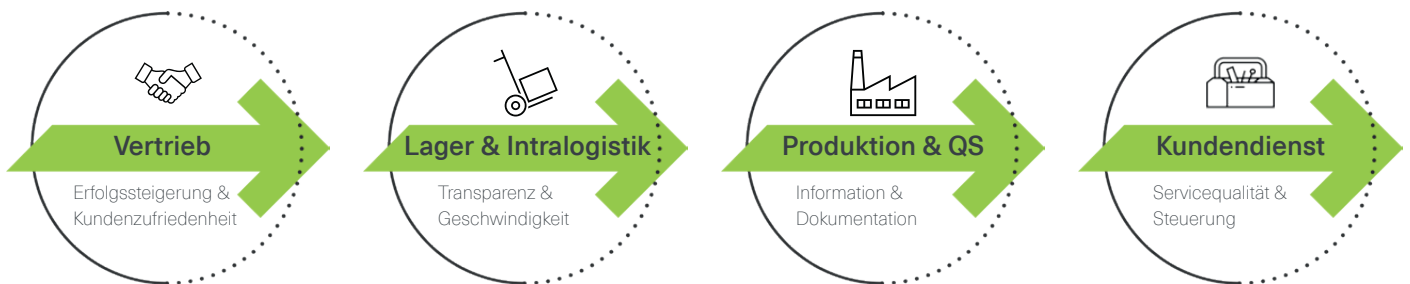 Vertrieb
Erfolgssteigerung &
Kundenzufriedenheit
Lager & Intralogistik
Transparenz &
Geschwindigkeit
Produktion & QS
Information &
Dokumentation
Kundendienst
Servicequalität &
Steuerung